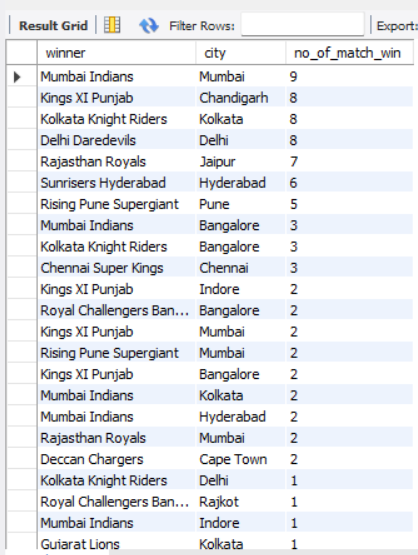 Result Grid Filter Rows: Export:
winner city no_of_match_win
Mumbai Indians Mumbai 9
Kings XI Punjab Chandigarh 8
Kolkata Knight Riders Kolkata 8
Delhi Daredevils Delhi 8
Rajasthan Royals Jaipur 7
Sunrisers Hyderabad Hyderabad 6
Rising Pune Supergiant Pune 5
Mumbai Indians Bangalore 3
Kolkata Knight Riders Bangalore 3
Chennai Super Kings Chennai 3
Kings XI Punjab Indore 2
Royal Challengers Ban... Bangalore 2
Kings XI Punjab Mumbai 2
Rising Pune Supergiant Mumbai 2
Kings XI Punjab Bangalore 2
Mumbai Indians Kolkata 2
Mumbai Indians Hyderabad 2
Rajasthan Royals Mumbai 2
Deccan Chargers Cape Town 2
Kolkata Knight Riders Delhi 1
Royal Challengers Ban... Rajkot 1
Mumbai Indians Indore 1
Gujarat Lions Kolkata 1